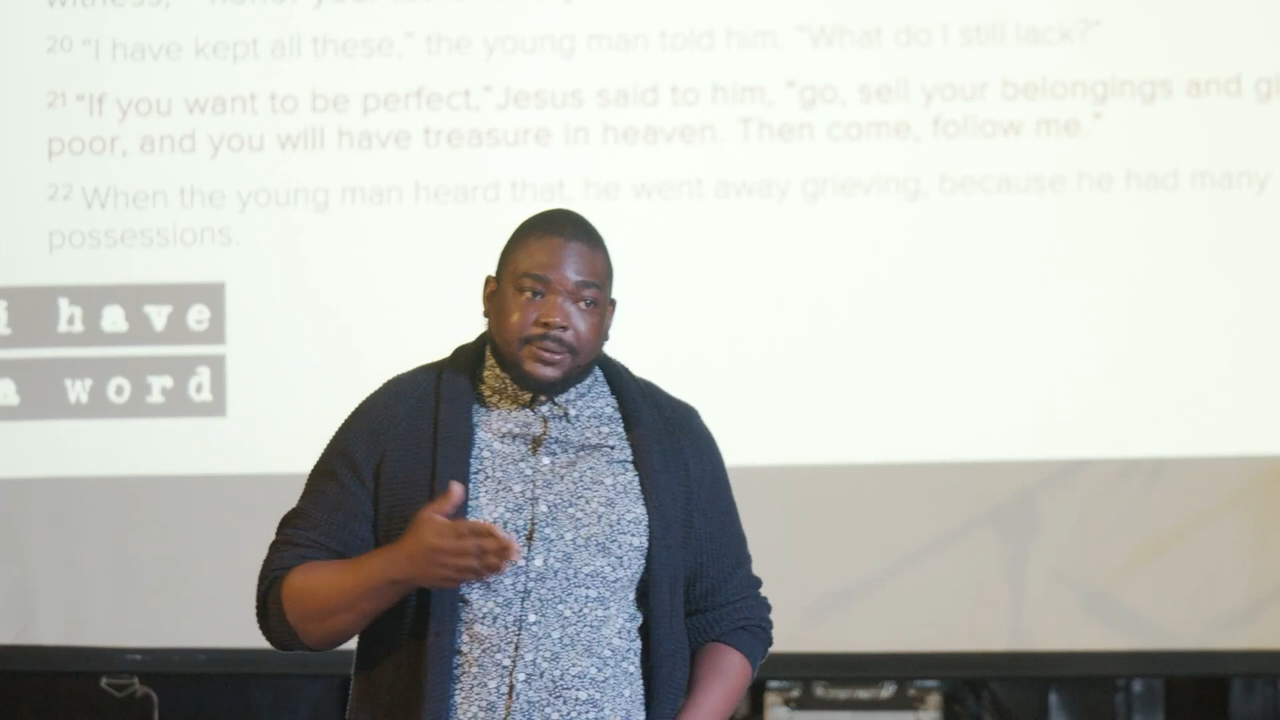 20 "I have kept all these," the young man told him. "What do I still lack?"
21 "If you want to be perfect,"Jesus said to him, "go, sell your belongings and gi
poor, and you will have treasure in heaven. Then come, follow me."
22 When the young man heard that, he went away grieving, because he had many
possessions.
i have
a word